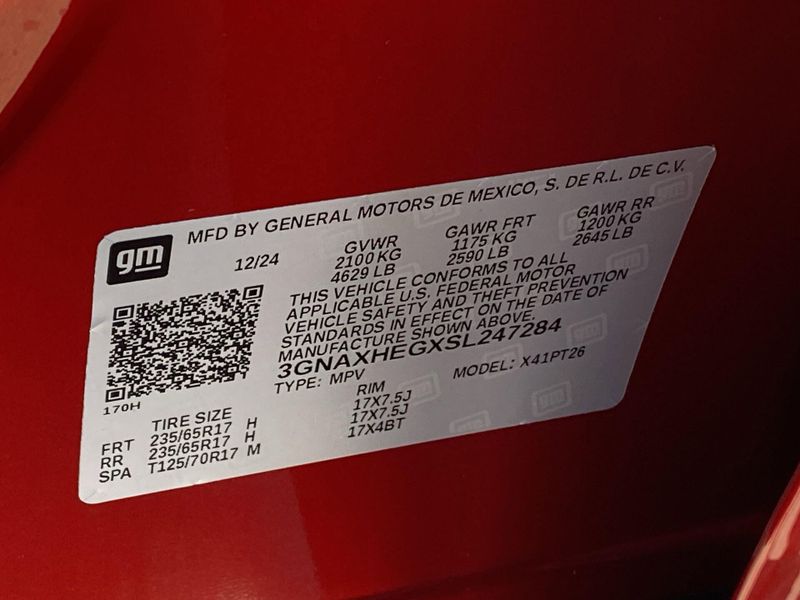 gm
MFD BY GENERAL MOTORS DE MEXICO, S. DE R.L. DE C.V.
12/24
GVWR
2100 KG
4629 LB
GAWR FRT
1175 KG
2590 LB
GAWR RR
1200 KG
2645 LB
THIS VEHICLE CONFORMS TO ALL
APPLICABLE U.S. FEDERAL MOTOR
VEHICLE SAFETY AND THEFT PREVENTION
STANDARDS IN EFFECT ON THE DATE OF
MANUFACTURE SHOWN ABOVE.
3GNAXHEGXSL247284
TYPE: MPV
MODEL: X41PT26
170H
TIRE SIZE RIM
FRT 235/65R17 H 17X7.5J
RR 235/65R17 H 17X7.5J
SPA T125/70R17 M 17X4BT